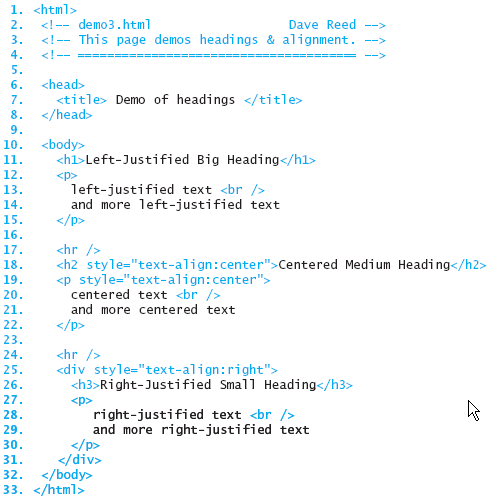 1. <html>
2. <!-- demo3.html                  Dave Reed -->
3. <!-- This page demos headings & alignment. -->
4. <!-- ===================================== -->
5.
6. <head>
7. <title> Demo of headings </title>
8. </head>
9.
10. <body>
11. <h1>Left-Justified Big Heading</h1>
12. <p>
13. left-justified text <br />
14. and more left-justified text
15. </p>
16.
17. <hr />
18. <h2 style="text-align:center">Centered Medium Heading</h2>
19. <p style="text-align:center">
20. centered text <br />
21. and more centered text
22. </p>
23.
24. <hr />
25. <div style="text-align:right">
26. <h3>Right-Justified Small Heading</h3>
27. <p>
28. right-justified text <br />
29. and more right-justified text
30. </p>
31. </div>
32. </body>
33. </html>